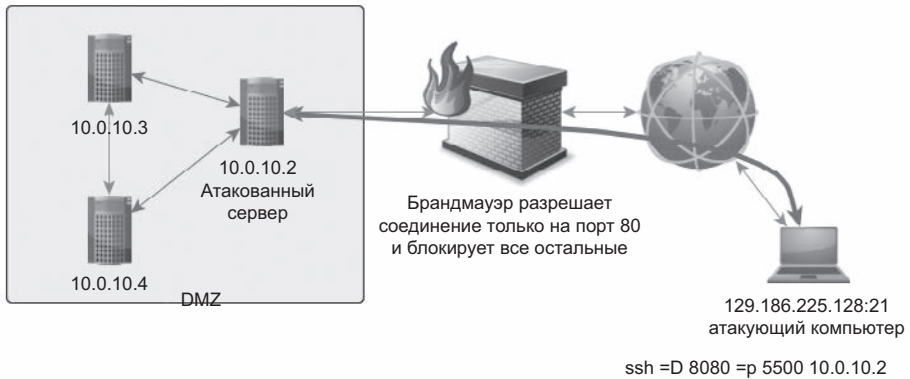 10.0.10.3
10.0.10.2
Атакованный
сервер
10.0.10.4
DMZ
Брандмауэр разрешает
соединение только на порт 80
и блокирует все остальные
129.186.225.128:21
атакующий компьютер
ssh =D 8080 =p 5500 10.0.10.2